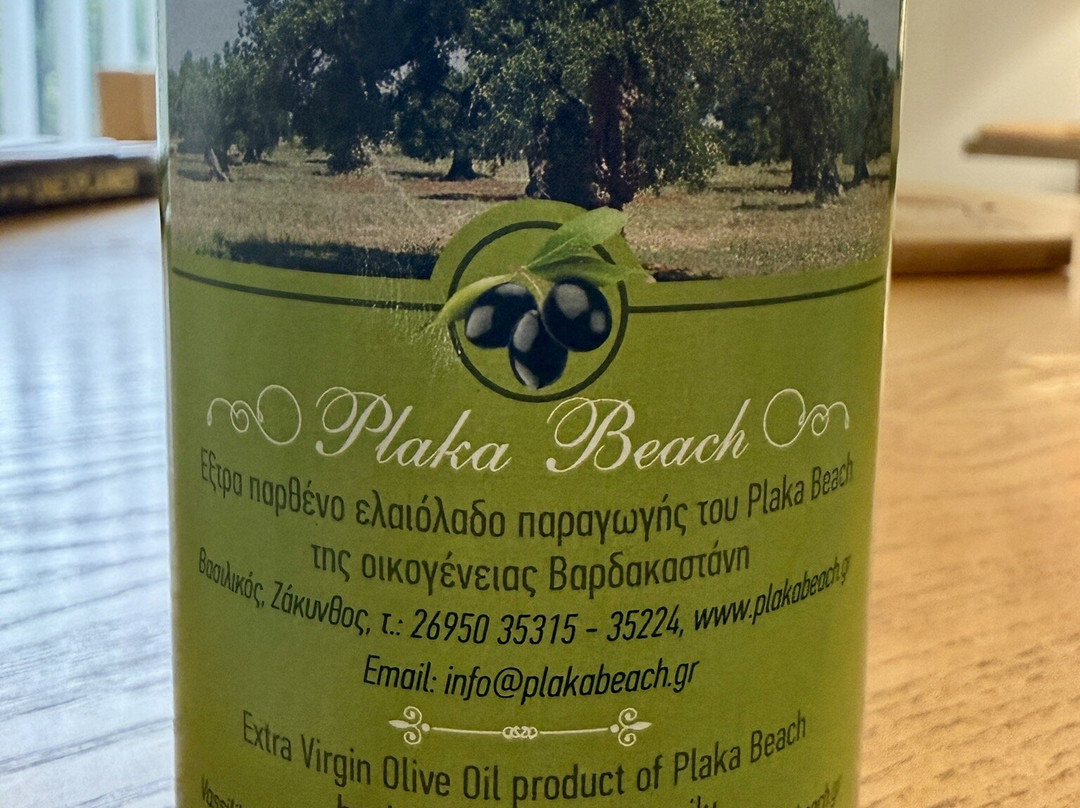 Plaka Beach
Εξτρα παρθένο ελαιόλαδο παραγωγής του Plaka Beach
της οικογένειας Βαρδακαστάνη
Βασιλικός, Ζάκυνθος, τ.: 26950 35315 - 35224, www.plakabeach.gr
Email: info@plakabeach.gr
Extra Virgin Olive Oil product of Plaka Beach